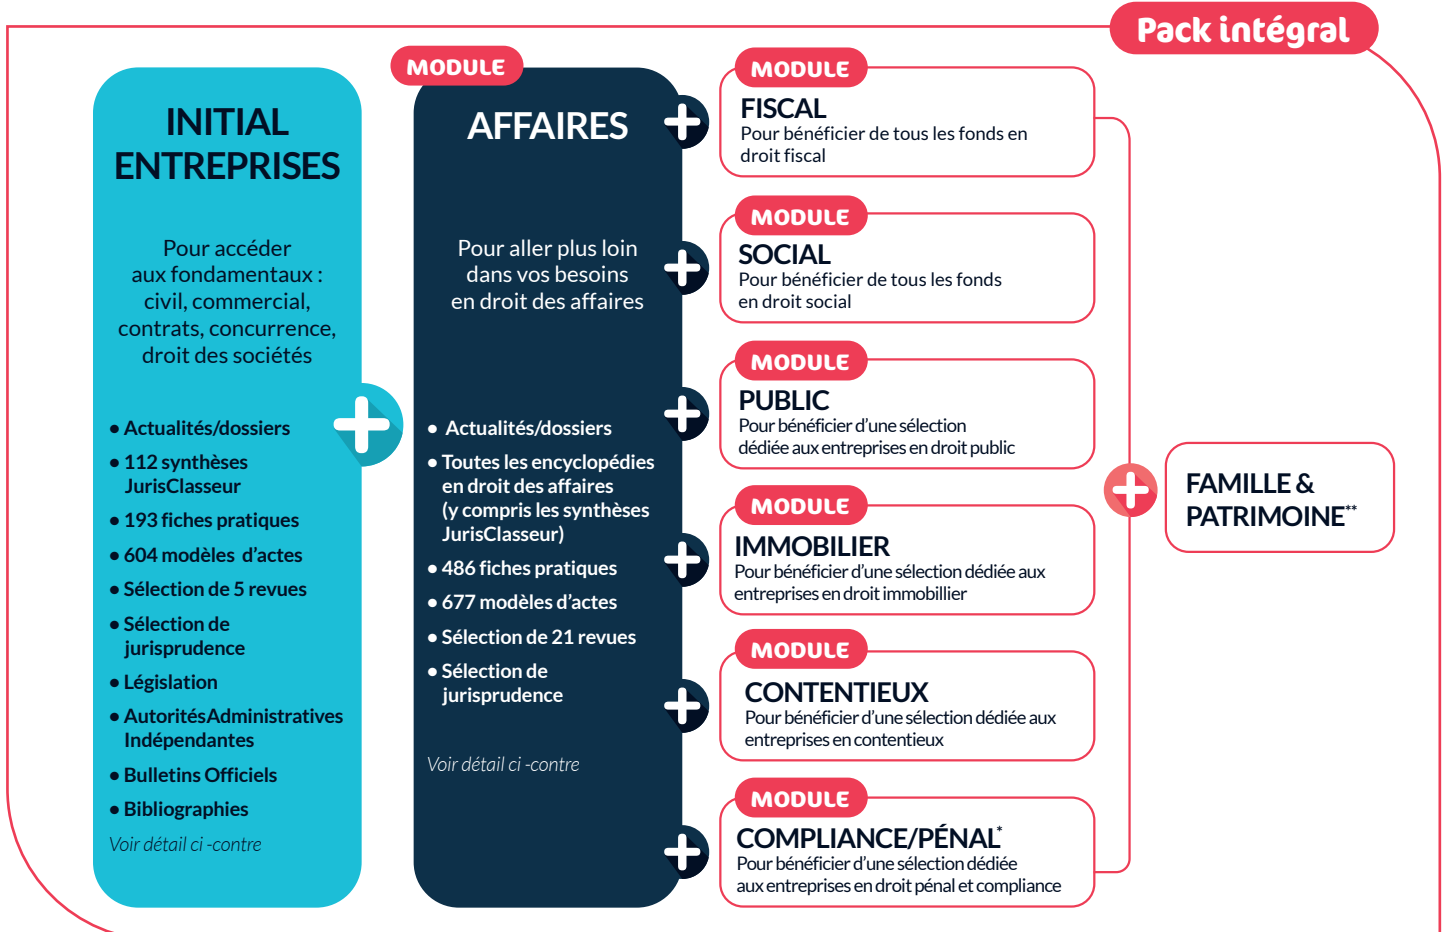 Pack intégral
INITIAL
ENTREPRISES
Pour accéder
aux fondamentaux :
civil, commercial,
contrats, concurrence,
droit des sociétés
• Actualités/dossiers
• 112 synthèses
JurisClasseur
• 193 fiches pratiques
• 604 modèles d'actes
• Sélection de 5 revues
• Sélection de
jurisprudence
• Législation
• AutoritésAdministratives
Indépendantes
• Bulletins Officiels
• Bibliographies
Voir détail ci -contre
MODULE
AFFAIRES
Pour aller plus loin
dans vos besoins
en droit des affaires
• Actualités/dossiers
• Toutes les encyclopédies
en droit des affaires
(y compris les synthèses
JurisClasseur)
• 486 fiches pratiques
• 677 modèles d'actes
• Sélection de 21 revues
• Sélection de
jurisprudence
Voir détail ci -contre
MODULE
FISCAL
Pour bénéficier de tous les fonds en
droit fiscal
MODULE
SOCIAL
Pour bénéficier de tous les fonds
en droit social
MODULE
PUBLIC
Pour bénéficier d'une sélection
dédiée aux entreprises en droit public
MODULE
IMMOBILIER
Pour bénéficier d'une sélection dédiée aux
entreprises en droit immobillier
MODULE
CONTENTIEUX
Pour bénéficier d'une sélection dédiée aux
entreprises en contentieux
MODULE
COMPLIANCE/PÉNAL*
Pour bénéficier d'une sélection dédiée
aux entreprises en droit pénal et compliance
FAMILLE &
PATRIMOINE**